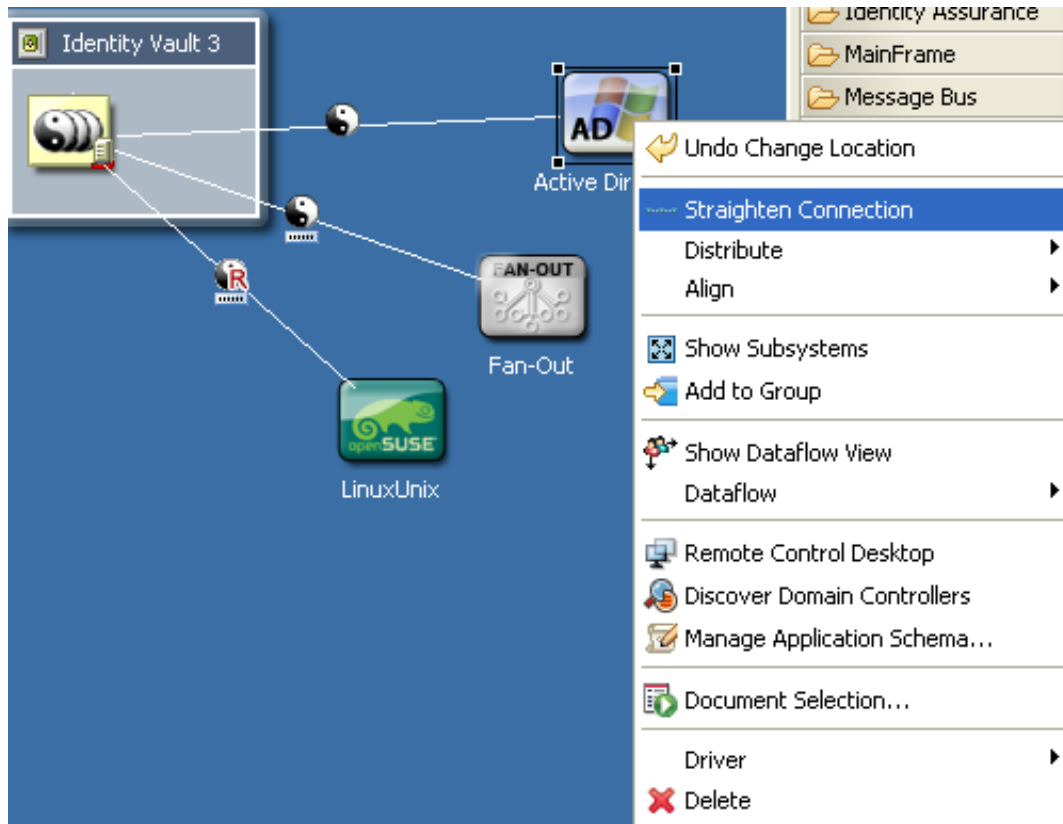 Identity Vault 3
Identity Assurance
MainFrame
Message Bus
AD
Active Dir
FAN-OUT
Fan-Out
R
openSUSE
LinuxUnix
Undo Change Location
Straighten Connection
Distribute
Align
Show Subsystems
Add to Group
Show Dataflow View
Dataflow
Remote Control Desktop
Discover Domain Controllers
Manage Application Schema...
Document Selection...
Driver
Delete